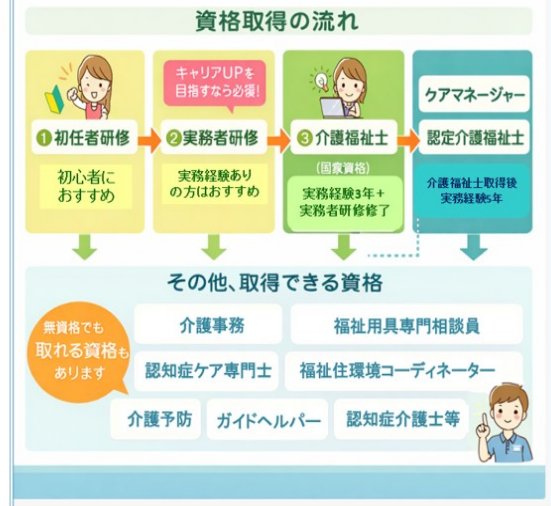 資格取得の流れ
❶初任者研修
初心者に
おすすめ
キャリアUPを
目指すなら必須!
❷実務者研修
実務経験あり
の方はおすすめ
❸介護福祉士
(国家資格)
実務経験3年+
実務者研修修了
ケアマネージャー
認定介護福祉士
介護福祉士取得後
実務経験5年
その他、取得できる資格
無資格でも
取れる資格も
あります
介護事務
福祉用具専門相談員
認知症ケア専門士
福祉住環境コーディネーター
介護予防
ガイドヘルパー
認知症介護士等